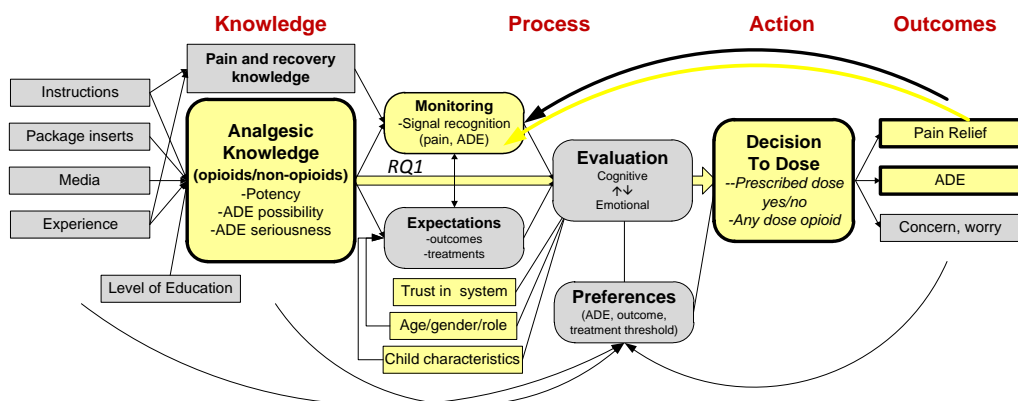 Knowledge
Process
Action
Outcomes
Instructions
Package inserts
Media
Experience
Level of Education
Pain and recovery
knowledge
Analgesic
Knowledge
(opioids/non-opioids)
-Potency
-ADE possibility
-ADE seriousness
RQ1
Monitoring
-Signal recognition
(pain, ADE)
Expectations
-outcomes
-treatments
Trust in system
Age/gender/role
Child characteristics
Evaluation
Cognitive
↑↓
Emotional
Preferences
(ADE, outcome,
treatment threshold)
Decision
To Dose
--Prescribed dose
yes/no
-Any dose opioid
Pain Relief
ADE
Concern, worry